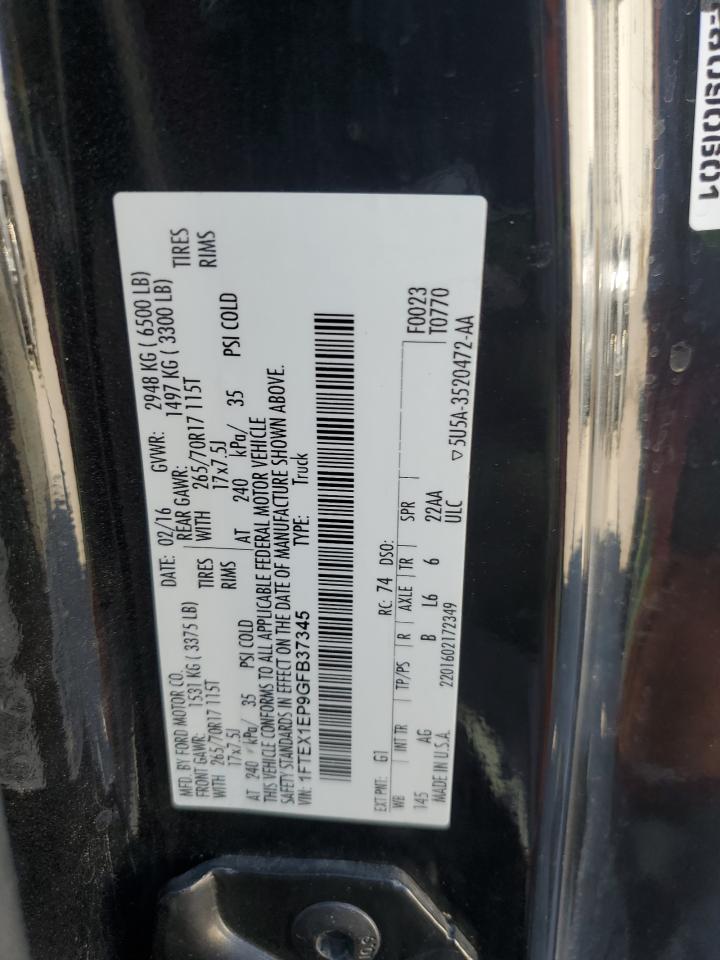 MFD. BY FORD MOTOR CO.
DATE: 02/16 GVWR: 2948 KG ( 6500 LB)
FRONT GAWR: 1531 KG ( 3375 LB) REAR GAWR: 1497 KG ( 3300 LB)
WITH 265/70R17 115T TIRES WITH 265/70R17 115T TIRES
17x7.5J RIMS 17x7.5J RIMS
AT 240 kPa/ 35 PSI COLD AT 240 kPa/ 35 PSI COLD
THIS VEHICLE CONFORMS TO ALL APPLICABLE FEDERAL MOTOR VEHICLE
SAFETY STANDARDS IN EFFECT ON THE DATE OF MANUFACTURE SHOWN ABOVE.
VIN: 1FTEX1EP9GFB37345 TYPE: Truck
EXT PNT: G1 RC: 74 DSO: F0023
WB INT TR TP/PS R AXLE TR SPR T0770
145 AG B L6 6 22AA
MADE IN U.S.A. 2201602172349 ULC ▽5U5A-3520472-AA